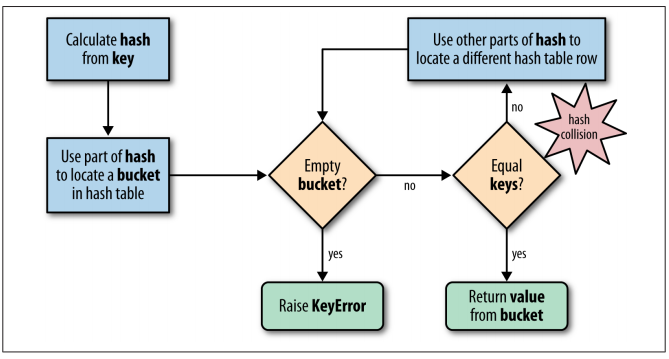 Calculate hash
from key
Use part of hash
to locate a bucket
in hash table
Empty
bucket?
yes
Raise KeyError
no
Equal
keys?
yes
Return value
from bucket
no
hash
collision
Use other parts of hash to
locate a different hash table row